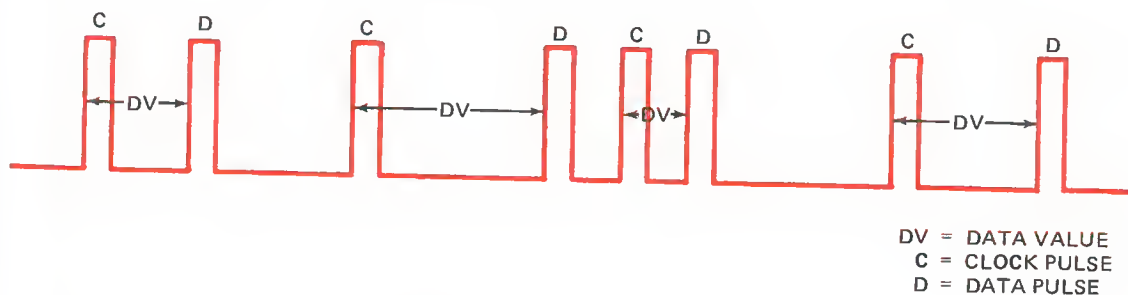 C D C D C D C D
DV DV DV DV
DV = DATA VALUE
C = CLOCK PULSE
D = DATA PULSE